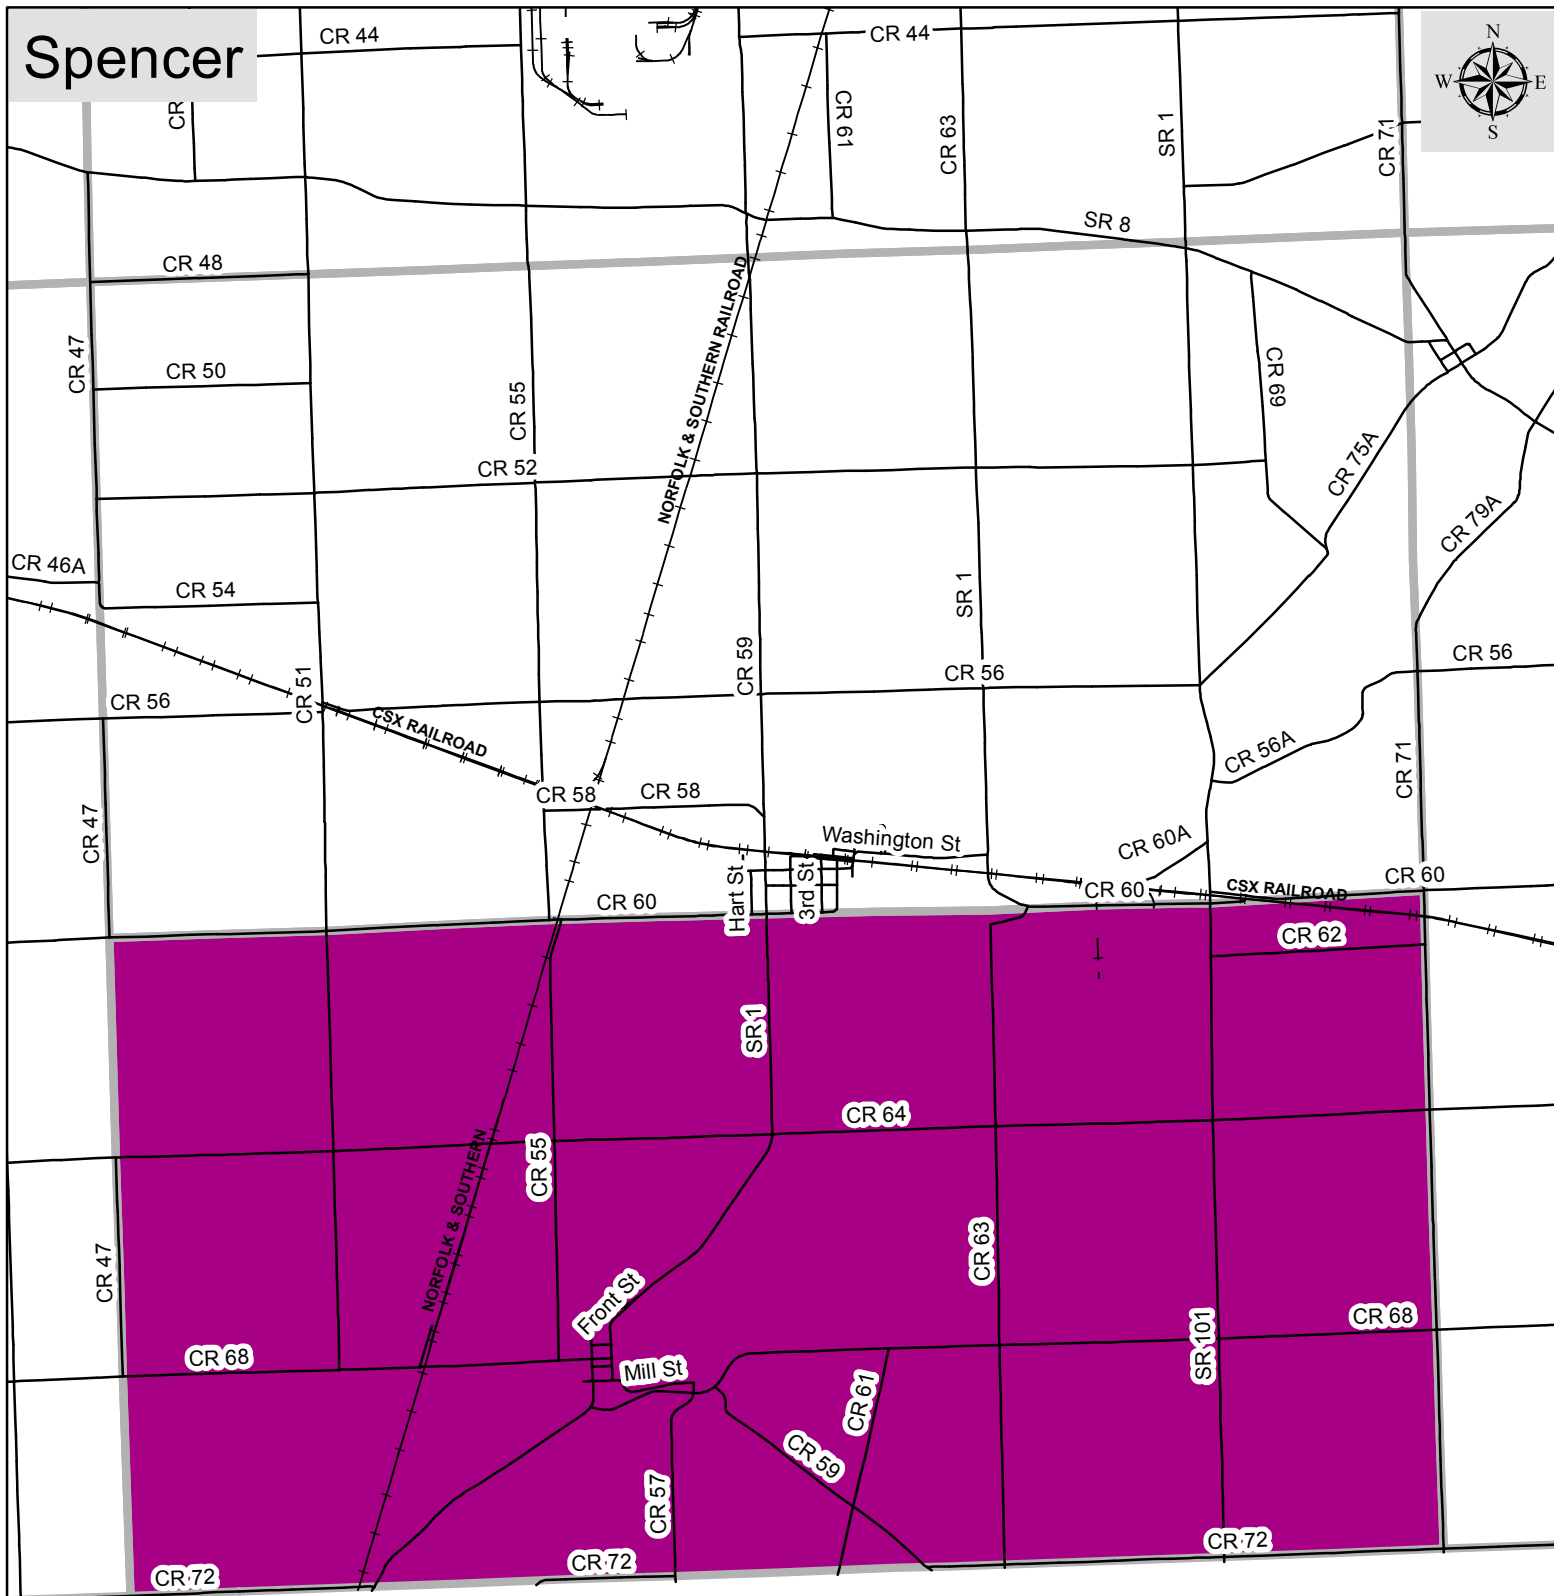 Spencer
CR 44
CR 44
N
W
E
S
CR
CR 61
CR 63
SR 1
CR 71
SR 8
CR 48
NORFOLK & SOUTHERN RAILROAD
CR 47
CR 50
CR 55
CR 69
CR 52
CR 75A
CR 79A
CR 46A
CR 54
SR 1
CR 59
CR 56
CR 56
CR 51
CR 56
CSX RAILROAD
CR 56A
CR 71
CR 58
CR 58
CR 47
Washington St
CR 60A
CR 60
CSX RAILROAD
CR 60
Hart St
3rd St
CR 60
CR 62
SR 1
CR 64
CR 55
NORFOLK & SOUTHERN
CR 47
CR 63
Front St
CR 68
SR 101
CR 68
Mill St
CR 61
CR 59
CR 57
CR 72
CR 72
CR 72